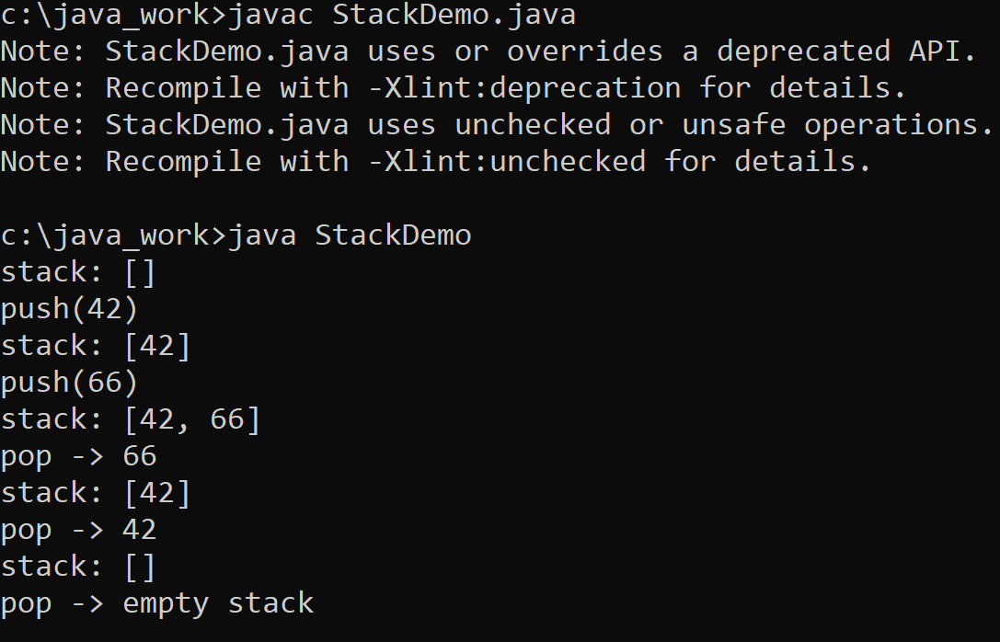 c:\java_work>javac StackDemo.java
Note: StackDemo.java uses or overrides a deprecated API.
Note: Recompile with -Xlint:deprecation for details.
Note: StackDemo.java uses unchecked or unsafe operations.
Note: Recompile with -Xlint:unchecked for details.
c:\java_work>java StackDemo
stack: []
push(42)
stack: [42]
push(66)
stack: [42, 66]
pop -> 66
stack: [42]
pop -> 42
stack: []
pop -> empty stack